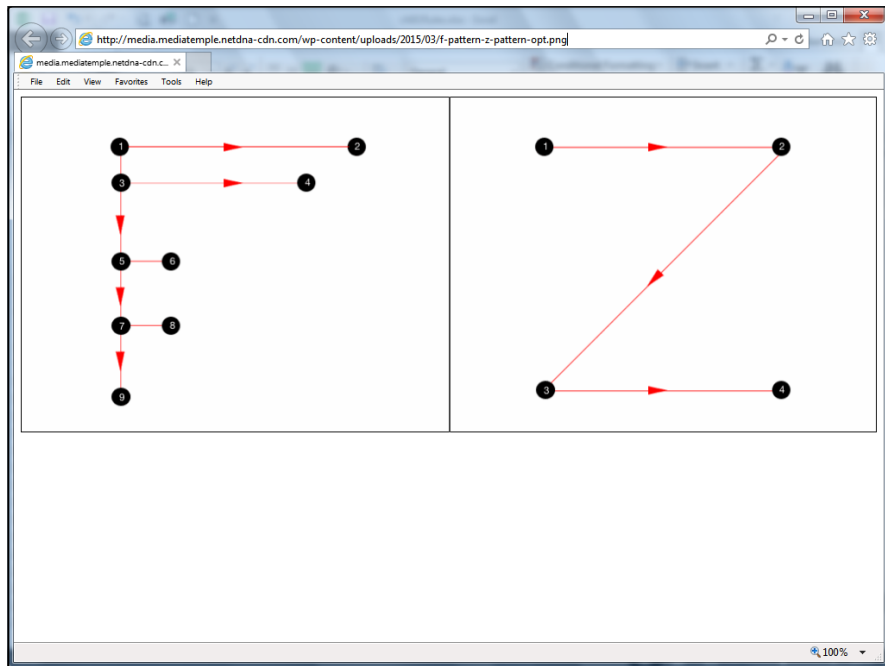 http://media.mediatemple.netdna-cdn.com/wp-content/uploads/2015/03/f-pattern-z-pattern-opt.png
media.mediatemple.netdna-cdn.c...
File Edit View Favorites Tools Help
1 2
3 4
5 6
7 8
9
1 2
3 4
100%